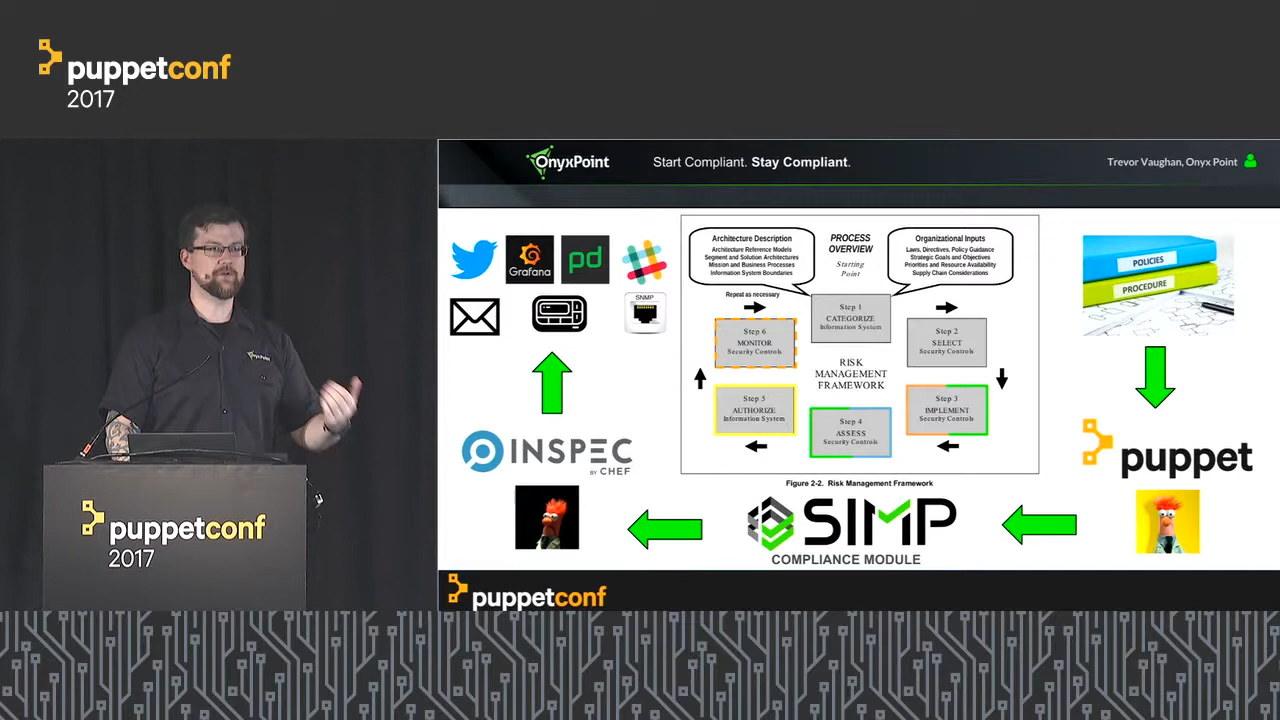 puppetconf
2017
OnyxPoint
Start Compliant. Stay Compliant.
Trevor Vaughan, Onyx Point
Grafana
pd
SNMP
Architecture Description
Architecture Reference Models
Segment and Solution Architectures
Mission and Business Processes
Information System Boundaries
PROCESS
OVERVIEW
Starting
Point
Organizational Inputs
Laws, Directives, Policy Guidance
Strategic Goals and Objectives
Priorities and Resource Availability
Supply Chain Considerations
Repeat as necessary
Step 1
CATEGORIZE
Information System
Step 6
MONITOR
Security Controls
Step 2
SELECT
Security Controls
RISK
MANAGEMENT
FRAMEWORK
Step 5
AUTHORIZE
Information System
Step 4
ASSESS
Security Controls
Step 3
IMPLEMENT
Security Controls
Figure 2-2. Risk Management Framework
POLICIES
PROCEDURE
puppet
INSPEC
BY CHEF
SIMP
COMPLIANCE MODULE
puppetconf
OnyxPoint
puppetconf
2017